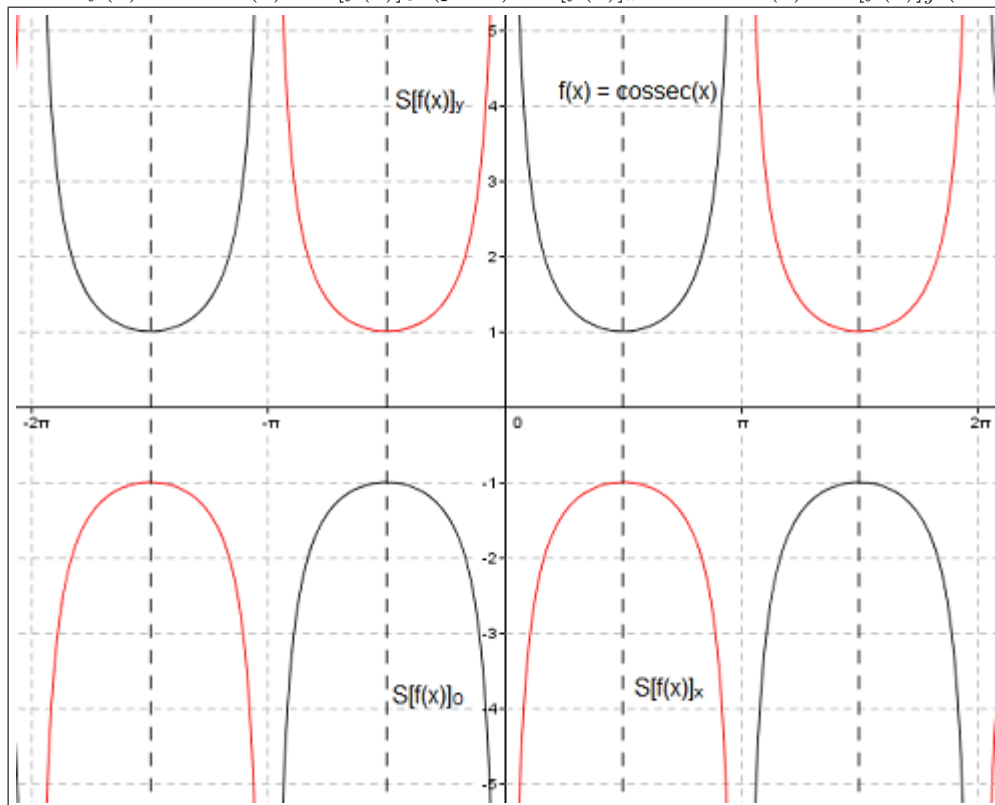 5
S[f(x)]y
f(x) = cossec(x)
4
3
2
1
-2π -π 0 π 2π
-1
-2
-3
S[f(x)]o S[f(x)]x
-4
-5